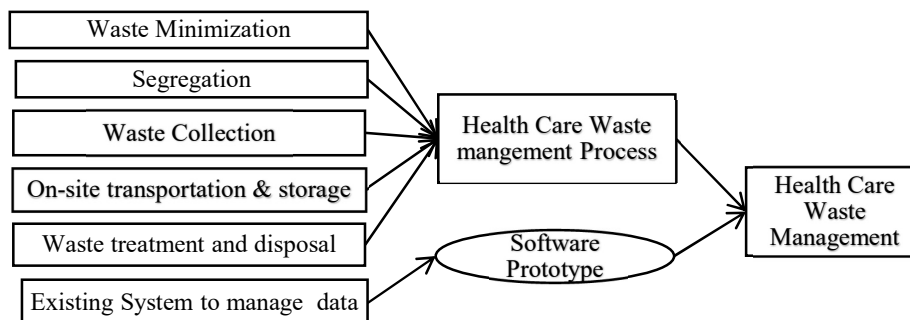 Waste Minimization
Segregation
Waste Collection
On-site transportation & storage
Waste treatment and disposal
Existing System to manage data
Health Care Waste
mangement Process
Software
Prototype
Health Care
Waste
Management